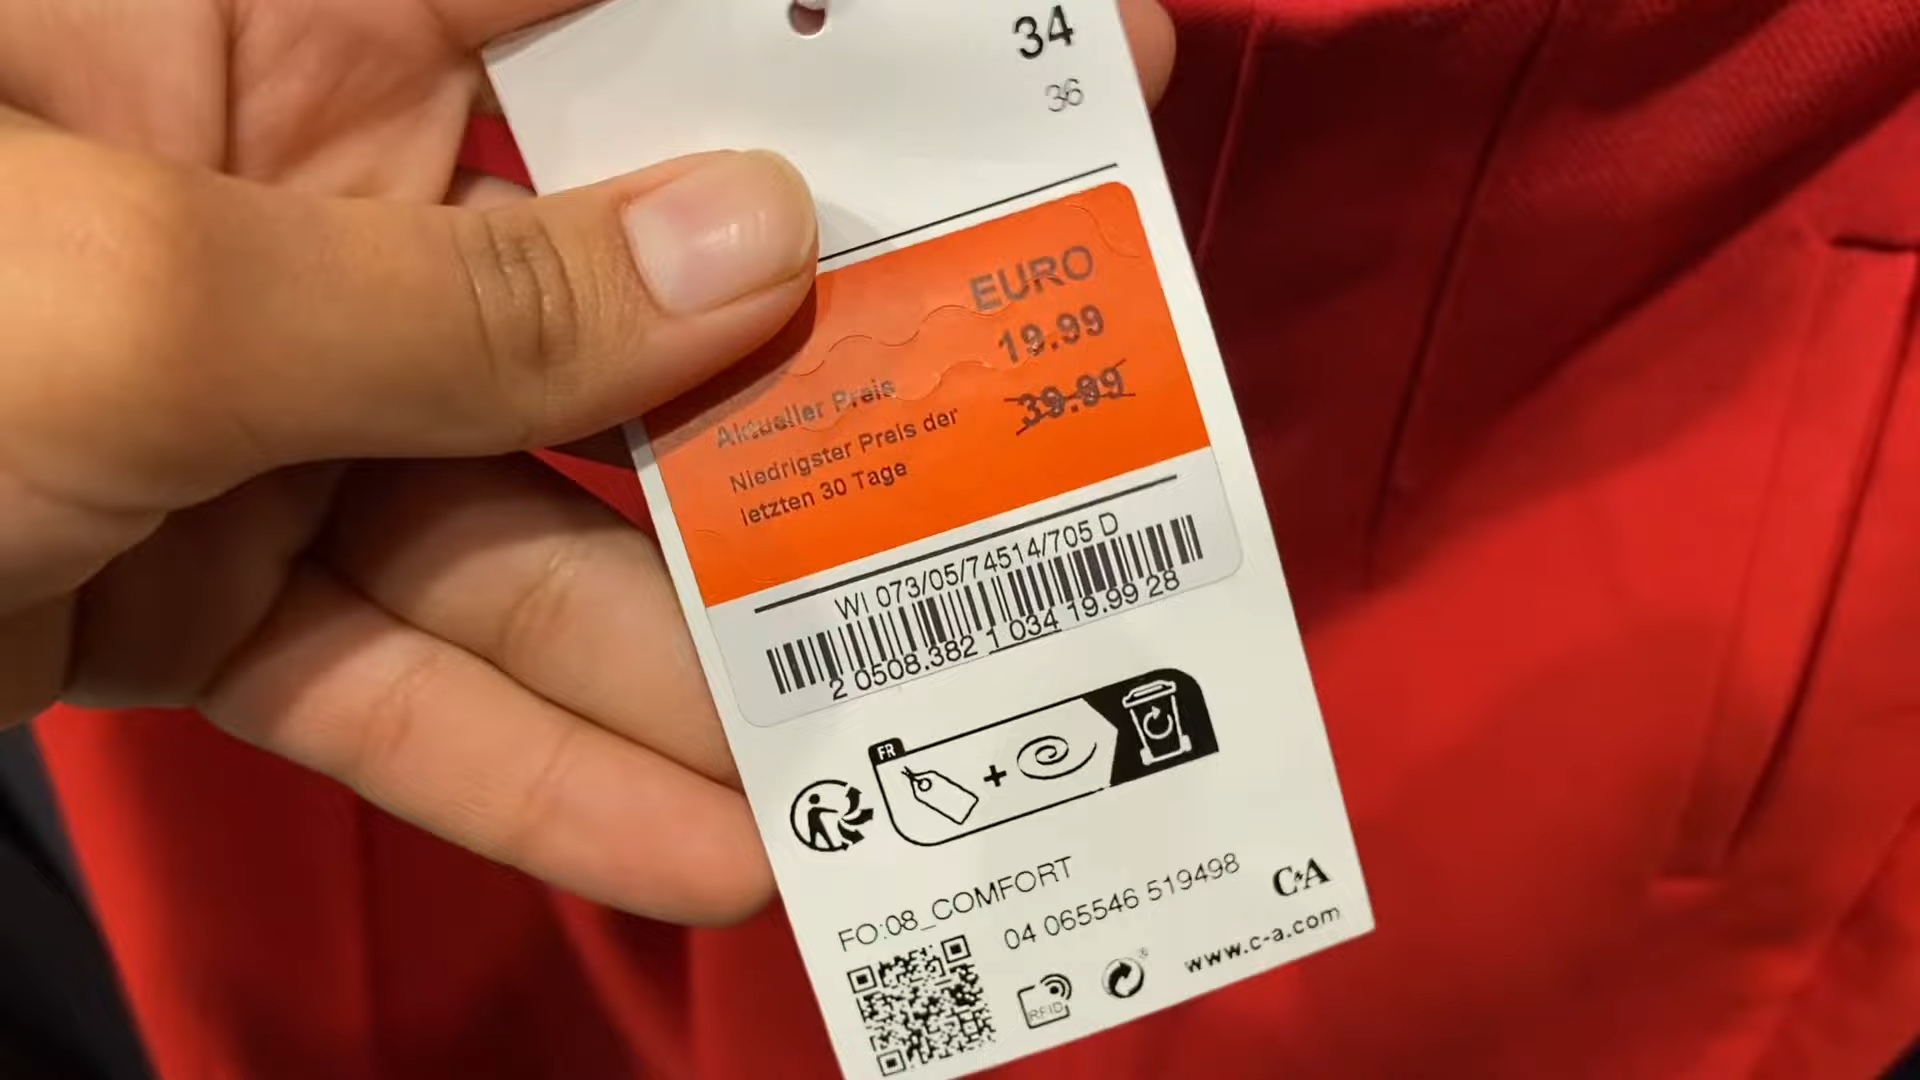 34
36
EURO
19.99
Aktueller Preis
39.99
Niedrigster Preis der
letzten 30 Tage
WI 073/05/74514/705 D
2 0508.382 1 034 19.99 28
FR
+
FO:08_COMFORT
04 065546 519498
C&A
www.c-a.com
RFID
®